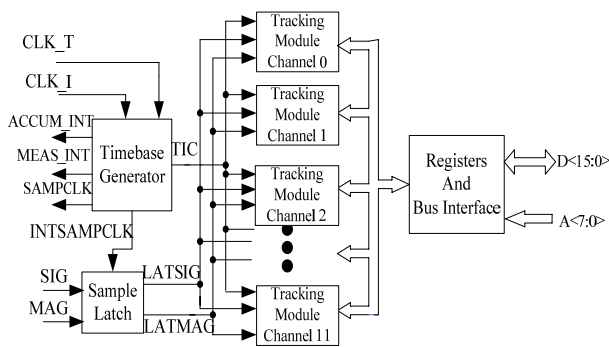 CLK_T
CLK_I
ACCUM_INT
MEAS_INT
SAMPCLK
Timebase
Generator
TIC
INTSAMPCLK
SIG
MAG
Sample
Latch
LATSIG
LATMAG
Tracking
Module
Channel 0
Tracking
Module
Channel 1
Tracking
Module
Channel 2
Tracking
Module
Channel 11
Registers
And
Bus Interface
D<15:0>
A<7:0>